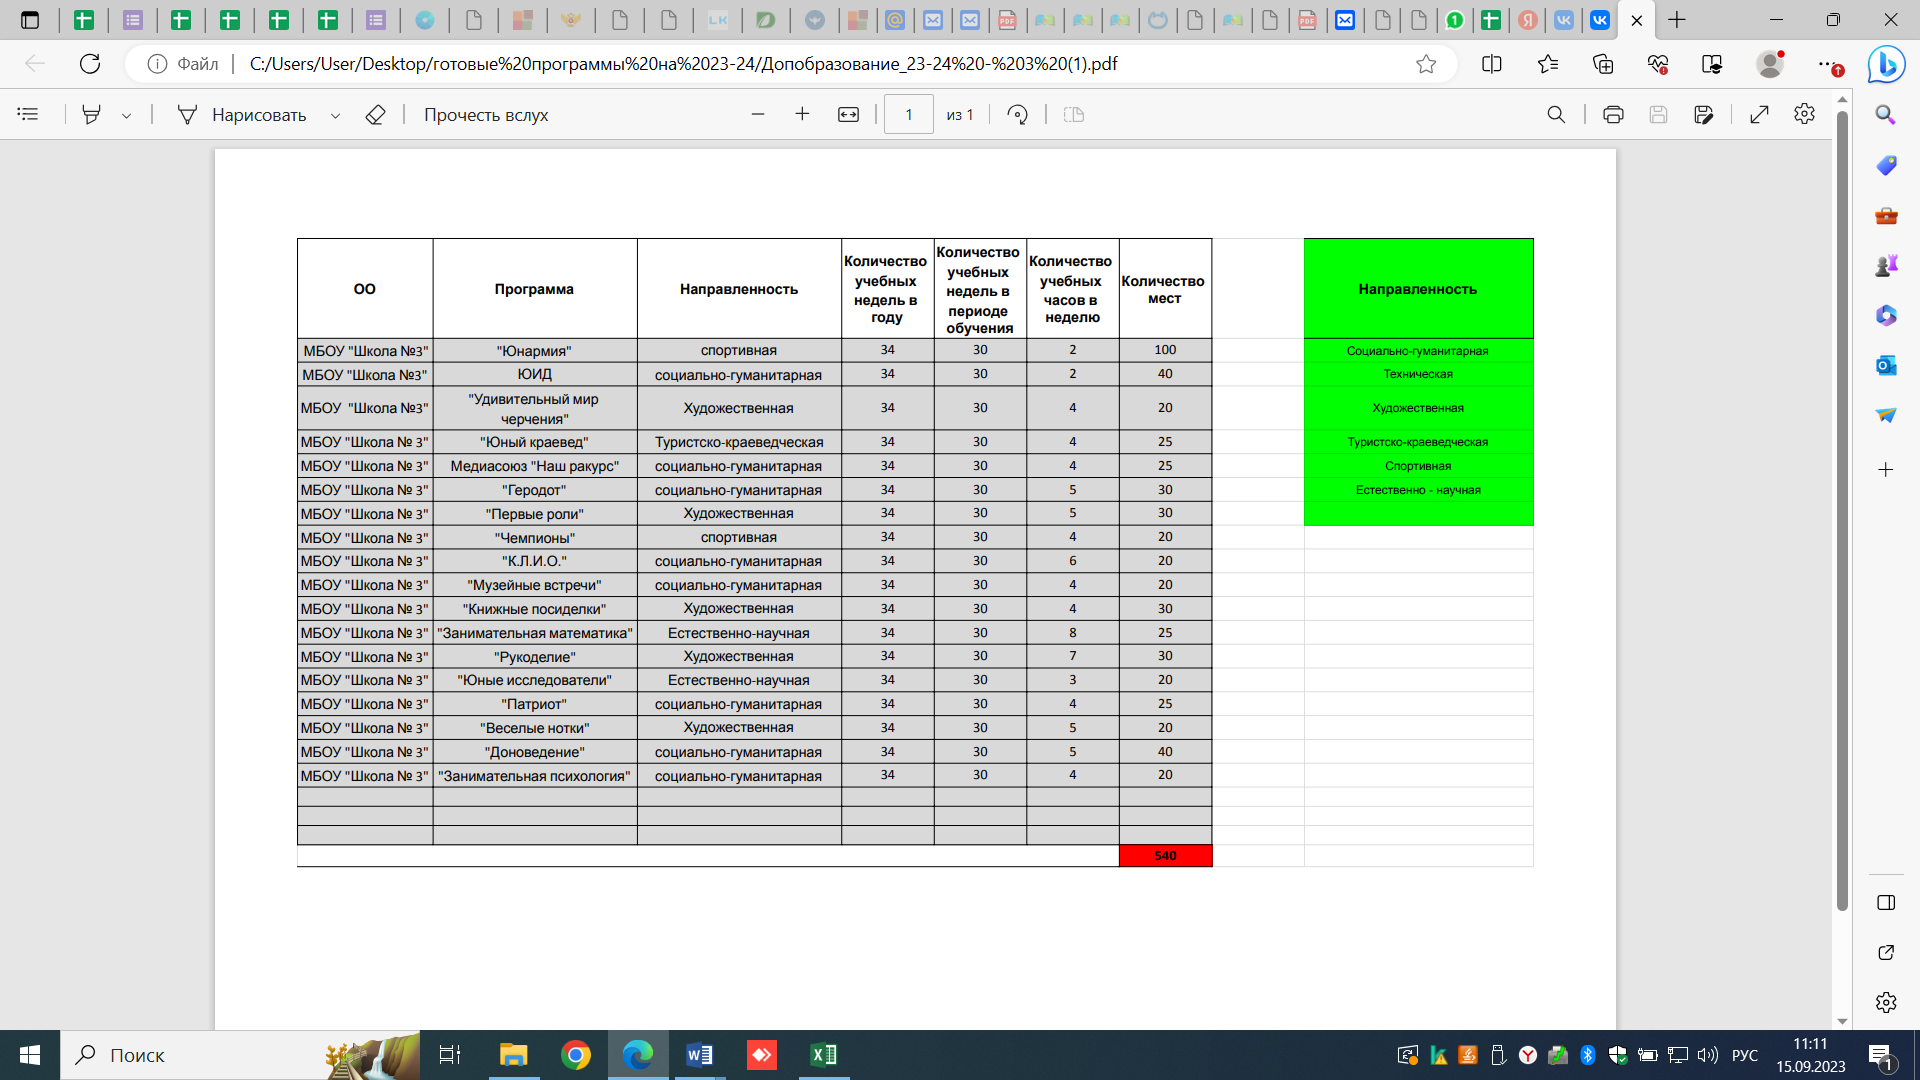 Файл
C:/Users/User/Desktop/готовые%20программы%20на%2023-24/Допобразование_23-24%20-%203%20(1).pdf
Нарисовать
Прочесть вслух
1 из 1
ОО Программа Направленность Количество учебных недель в году Количество учебных недель в периоде обучения Количество учебных часов в неделю Количество мест Направленность
МБОУ "Школа №3" "Юнармия" спортивная 34 30 2 100 Социально-гуманитарная
МБОУ "Школа №3" ЮИД социально-гуманитарная 34 30 2 40 Техническая
МБОУ "Школа №3" "Удивительный мир черчения" Художественная 34 30 4 20 Художественная
МБОУ "Школа № 3" "Юный краевед" Туристско-краеведческая 34 30 4 25 Туристско-краеведческая
МБОУ "Школа № 3" Медиасоюз "Наш ракурс" социально-гуманитарная 34 30 4 25 Спортивная
МБОУ "Школа № 3" "Геродот" социально-гуманитарная 34 30 5 30 Естественно - научная
МБОУ "Школа № 3" "Первые роли" Художественная 34 30 5 30
МБОУ "Школа № 3" "Чемпионы" спортивная 34 30 4 20
МБОУ "Школа № 3" "К.Л.И.О." социально-гуманитарная 34 30 6 20
МБОУ "Школа № 3" "Музейные встречи" социально-гуманитарная 34 30 4 20
МБОУ "Школа № 3" "Книжные посиделки" Художественная 34 30 4 30
МБОУ "Школа № 3" "Занимательная математика" Естественно-научная 34 30 8 25
МБОУ "Школа № 3" "Рукоделие" Художественная 34 30 7 30
МБОУ "Школа № 3" "Юные исследователи" Естественно-научная 34 30 3 20
МБОУ "Школа № 3" "Патриот" социально-гуманитарная 34 30 4 25
МБОУ "Школа № 3" "Веселые нотки" Художественная 34 30 5 20
МБОУ "Школа № 3" "Доноведение" социально-гуманитарная 34 30 5 40
МБОУ "Школа № 3" "Занимательная психология" социально-гуманитарная 34 30 4 20
540
Поиск
РУС
11:11
15.09.2023
1